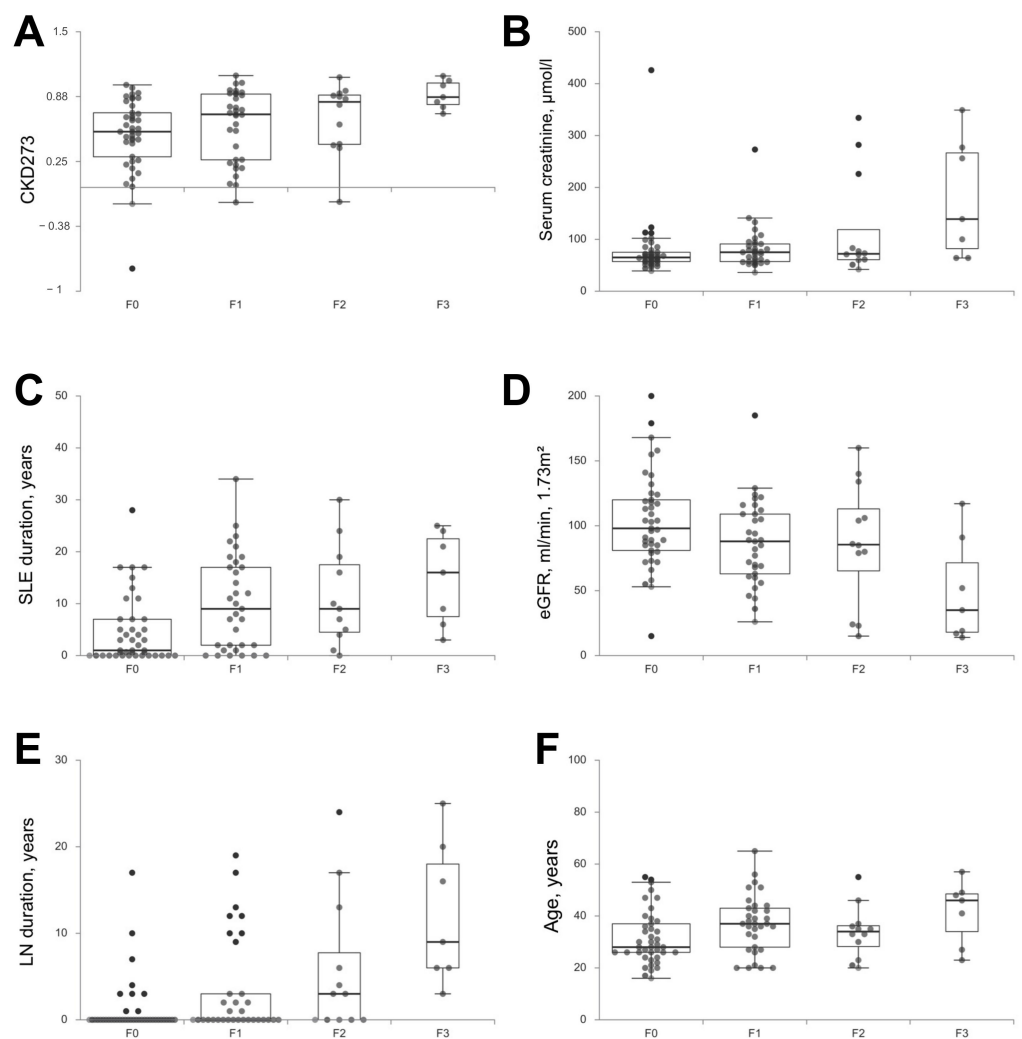 A
CKD273
1.5
0.88
0.25
−0.38
−1
F0 F1 F2 F3
B
Serum creatinine, µmol/l
500
400
300
200
100
0
F0 F1 F2 F3
C
SLE duration, years
50
40
30
20
10
0
F0 F1 F2 F3
D
eGFR, ml/min, 1.73m²
200
150
100
50
0
F0 F1 F2 F3
E
LN duration, years
30
20
10
0
F0 F1 F2 F3
F
Age, years
100
80
60
40
20
0
F0 F1 F2 F3